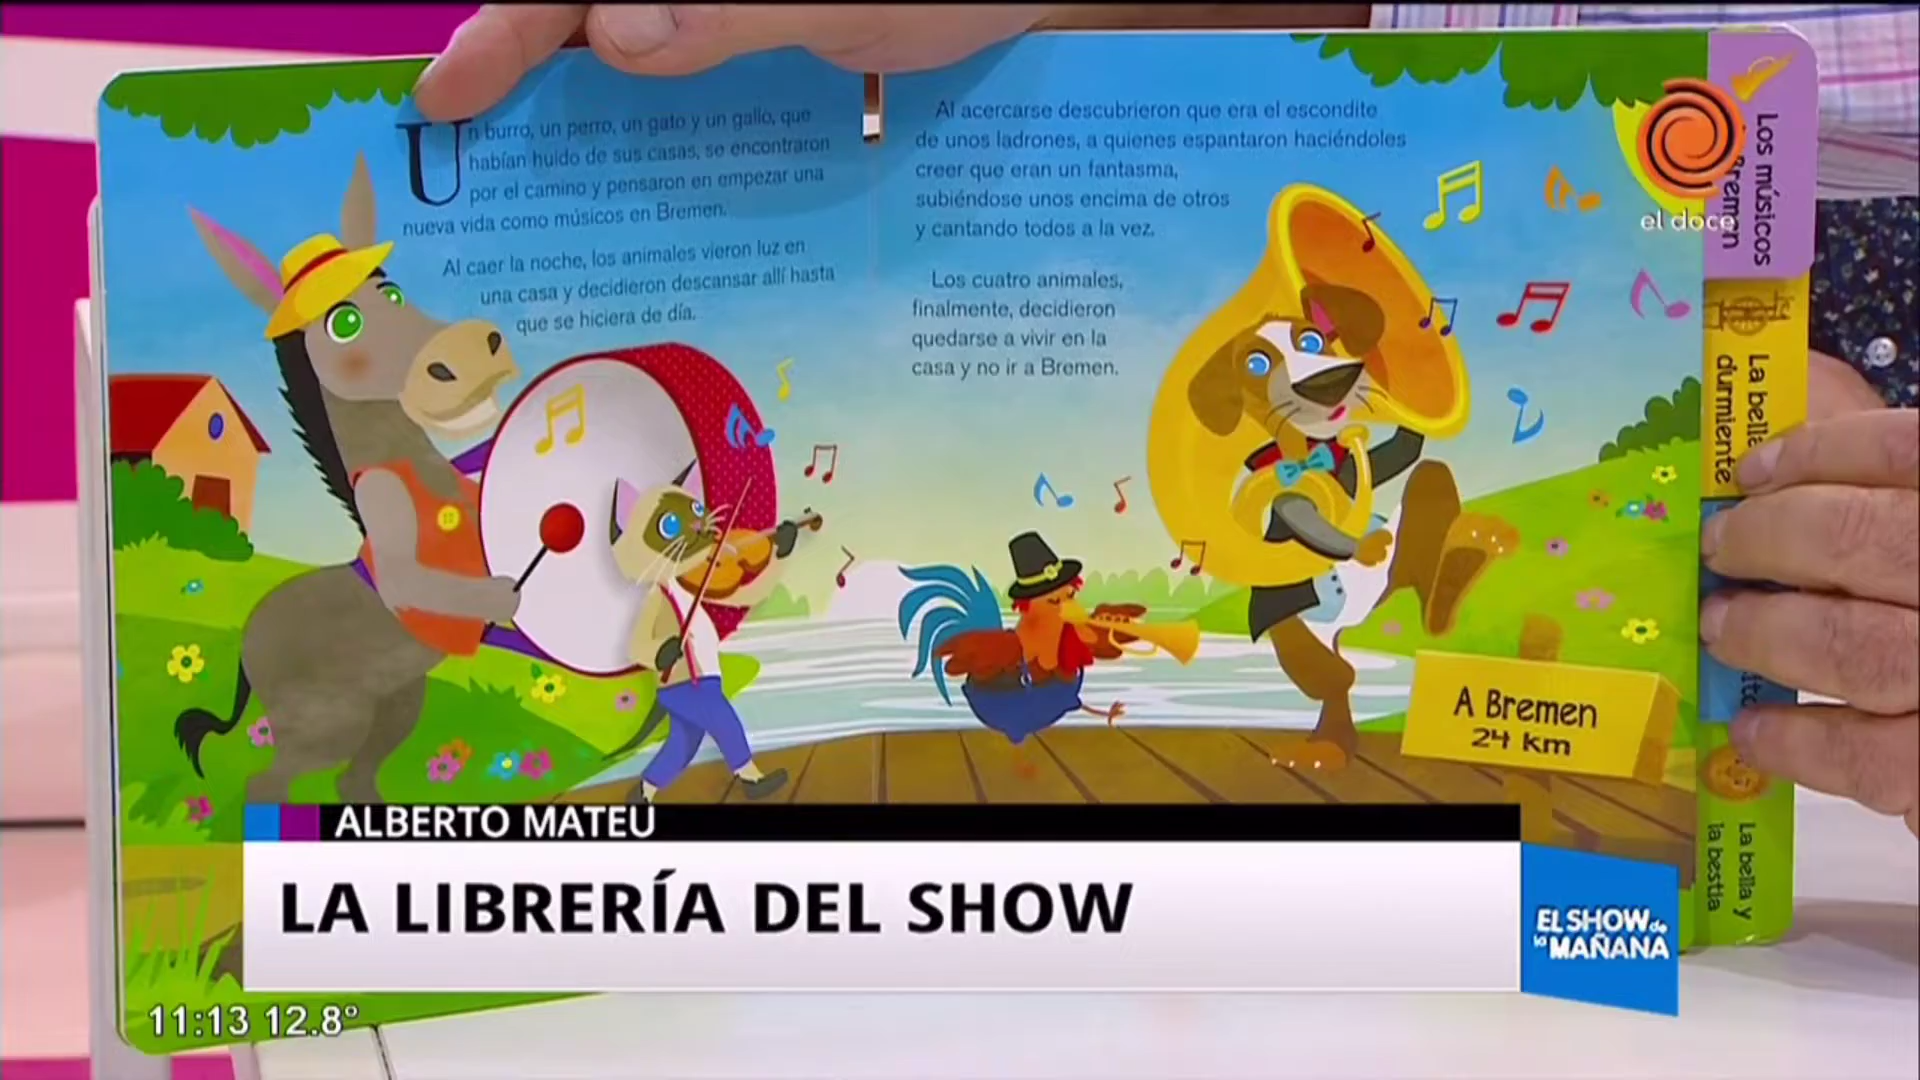 Un burro, un perro, un gato y un gallo, que
habían huido de sus casas, se encontraron
por el camino y pensaron en empezar una
nueva vida como músicos en Bremen.
Al caer la noche, los animales vieron luz en
una casa y decidieron descansar allí hasta
que se hiciera de día.
Al acercarse descubrieron que era el escondite
de unos ladrones, a quienes espantaron haciéndoles
creer que eran un fantasma,
subiéndose unos encima de otros
y cantando todos a la vez.
Los cuatro animales,
finalmente, decidieron
quedarse a vivir en la
casa y no ir a Bremen.
A Bremen
24 km
Los músicos
Bremen
La bella
durmiente
La bella y
la bestia
el doce
ALBERTO MATEU
LA LIBRERÍA DEL SHOW
EL SHOW de
la MAÑANA
11:13 12.8°